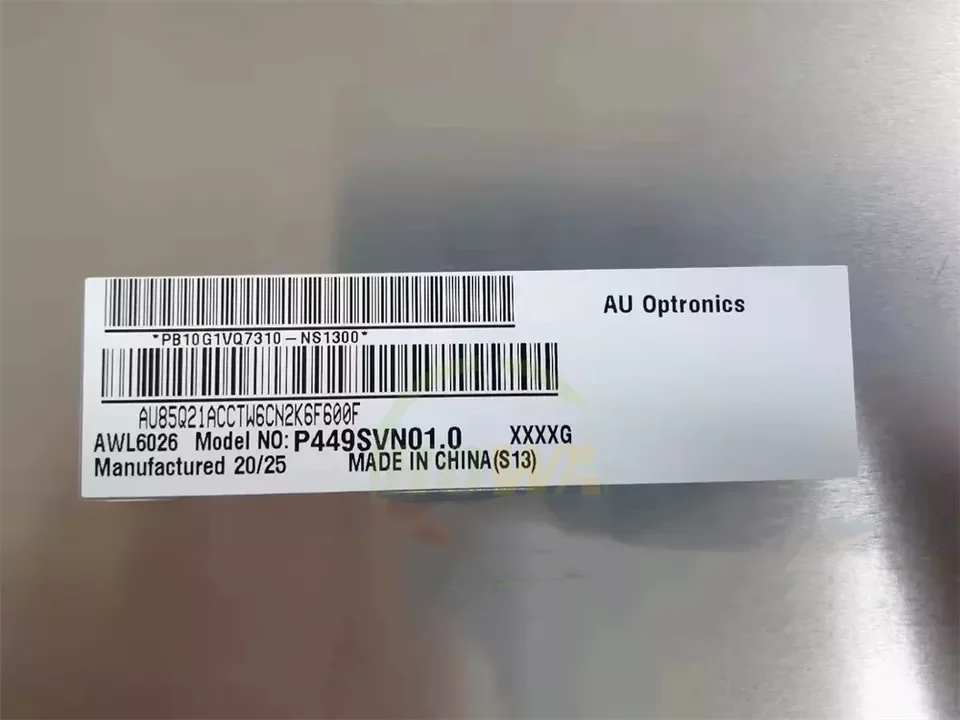 AU Optronics
*PB10G1VQ7310-NS1300*
AU85Q21ACCTW6CN2K6F600F
AWL6026 Model NO: P449SVN01.0 XXXXG
Manufactured 20/25 MADE IN CHINA(S13)